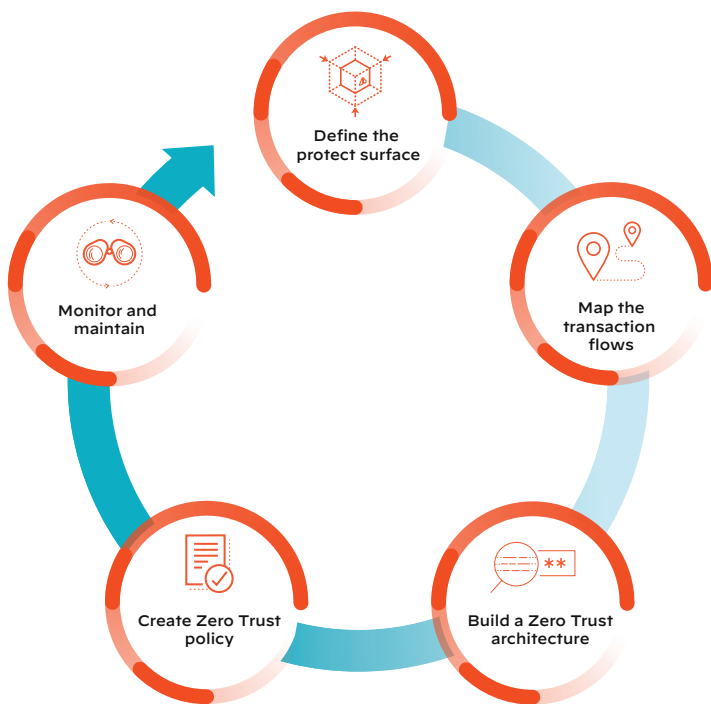 Define the
protect surface
Map the
transaction
flows
Build a Zero Trust
architecture
**
Create Zero Trust
policy
Monitor and
maintain